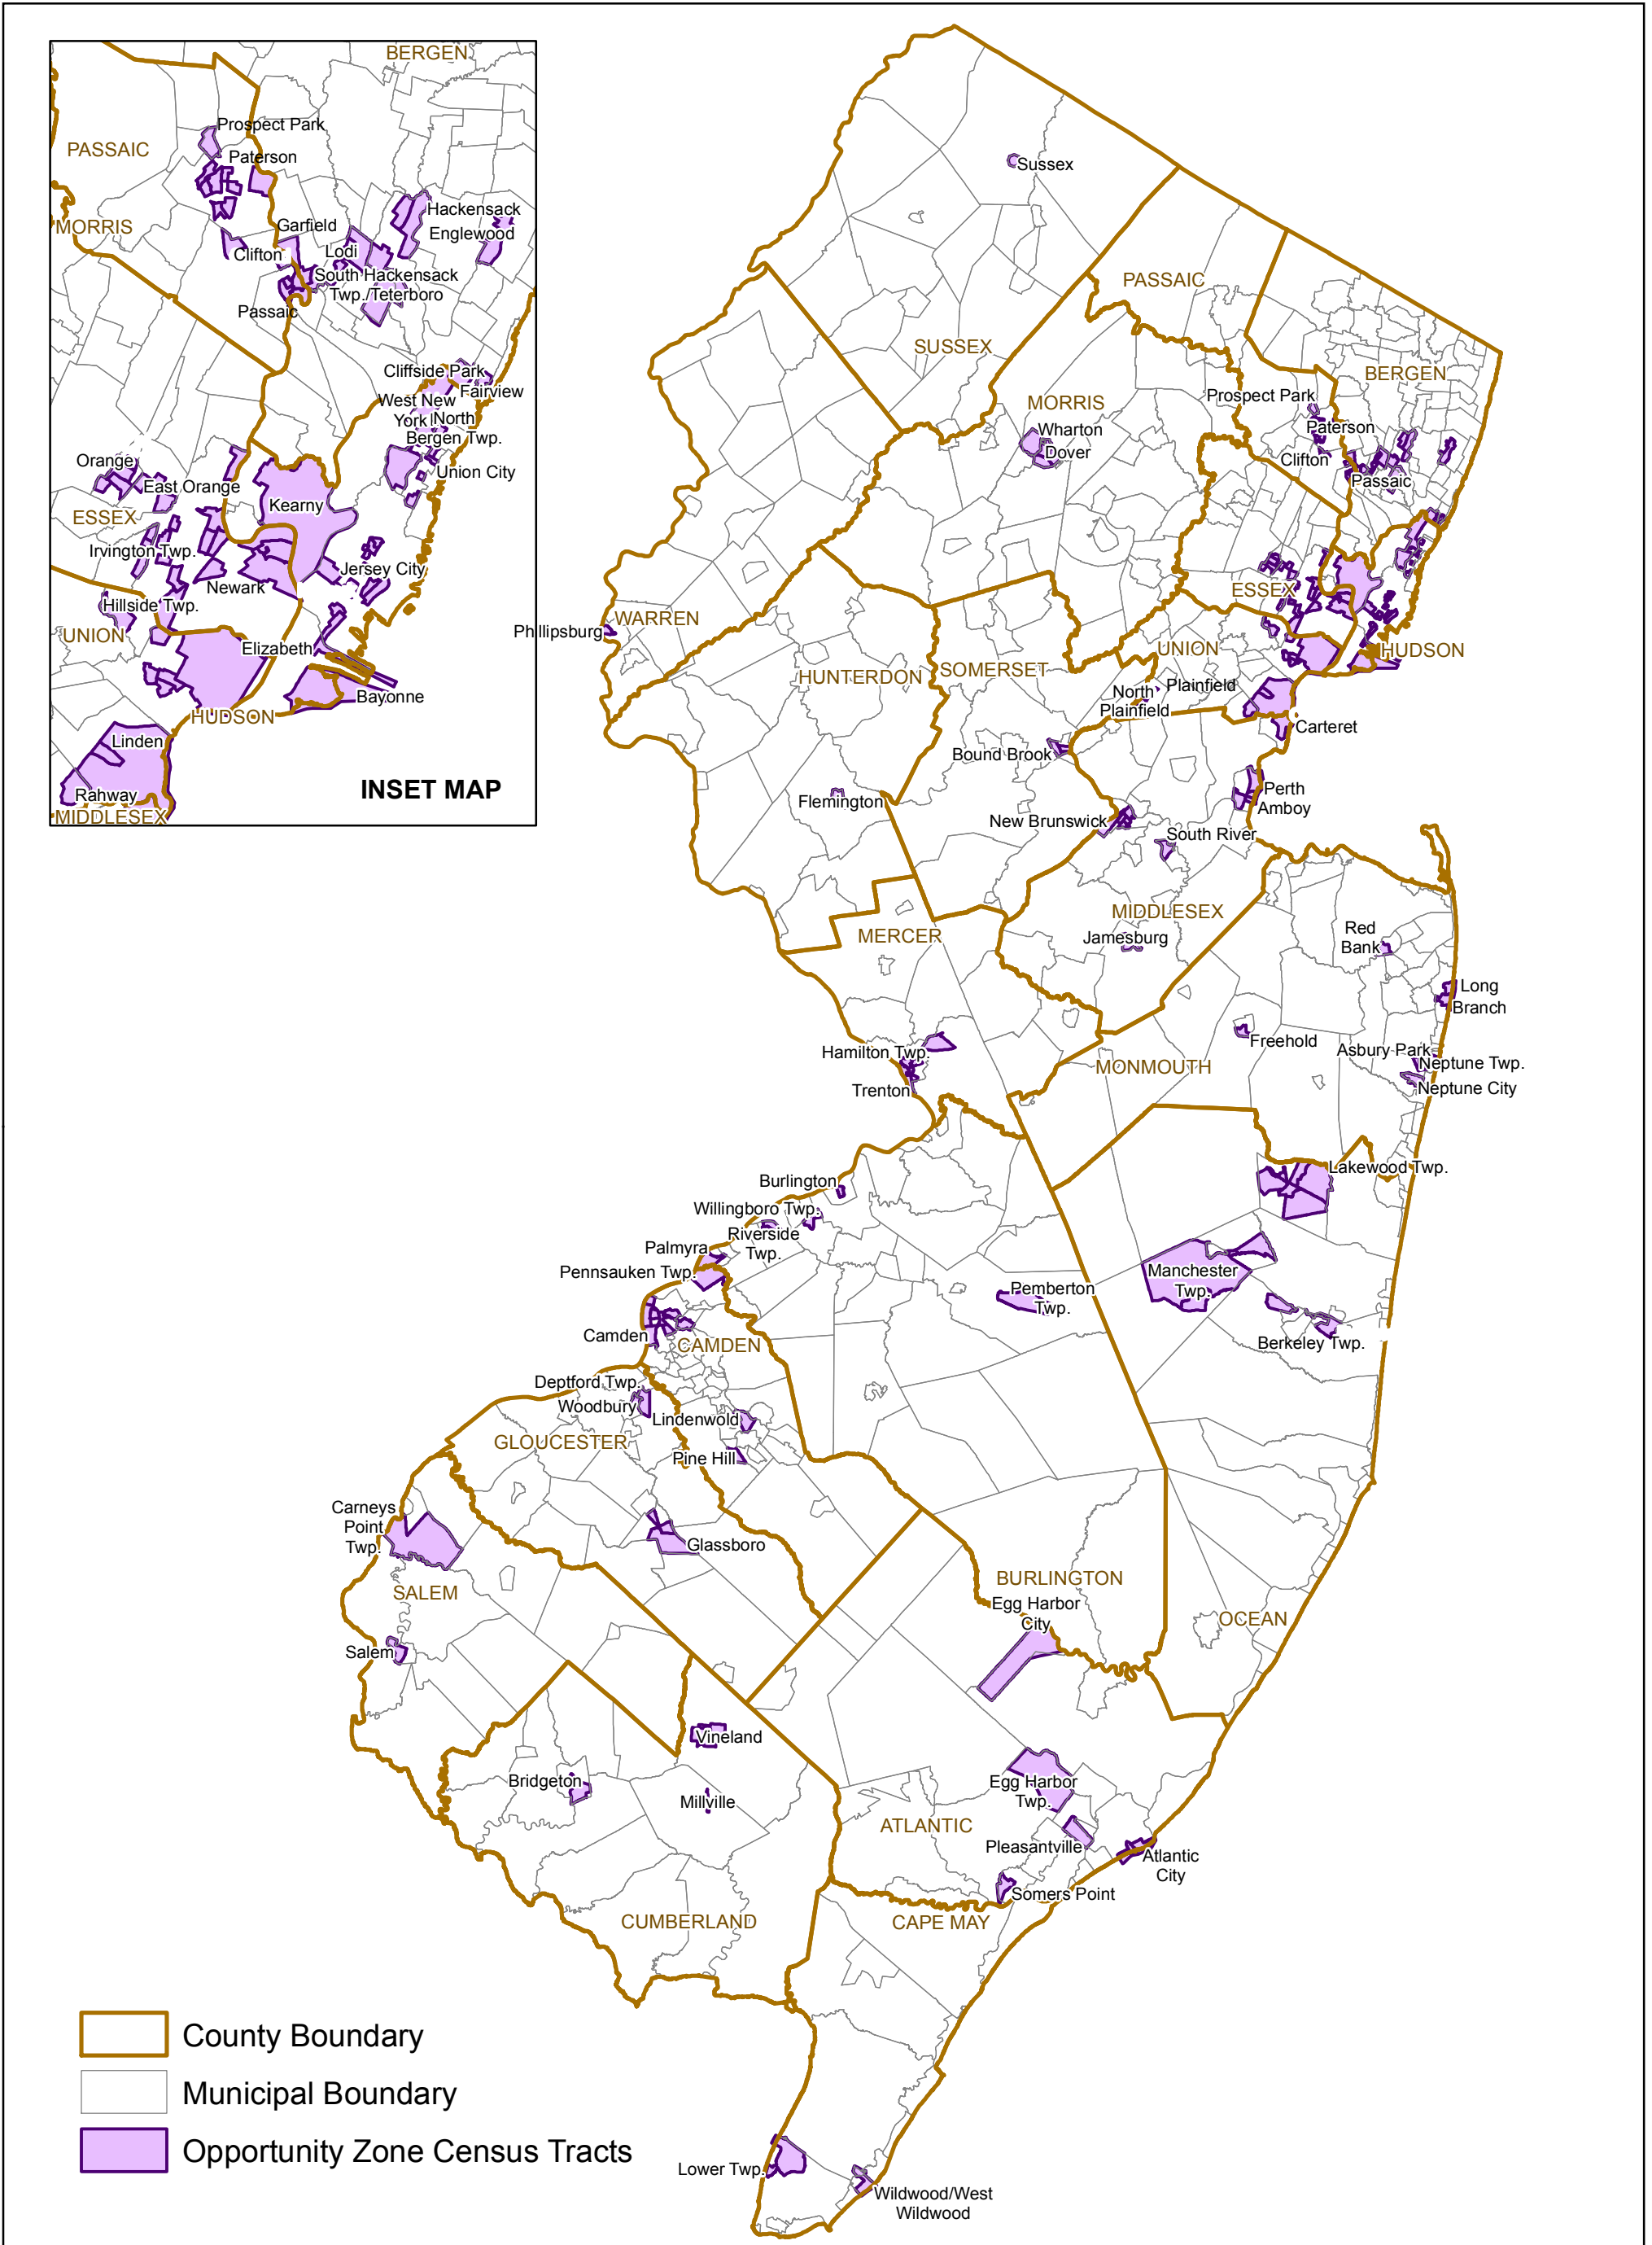 BERGEN
Prospect Park
PASSAIC
Paterson
Hackensack
Garfield
MORRIS
Englewood
Clifton
Lodi
South Hackensack
Twp./Teterboro
Passaic
Cliffside Park
Fairview
West New
York
North
Bergen Twp.
Orange
Union City
East Orange
Kearny
ESSEX
Irvington Twp.
Jersey City
Newark
Hillside Twp.
UNION
Elizabeth
Bayonne
HUDSON
Linden
INSET MAP
Rahway
MIDDLESEX
Sussex
PASSAIC
SUSSEX
BERGEN
Prospect Park
MORRIS
Wharton
Dover
Paterson
Clifton
Passaic
ESSEX
WARREN
Phillipsburg
UNION
HUDSON
HUNTERDON
SOMERSET
North
Plainfield
Plainfield
Carteret
Bound Brook
Flemington
Perth
Amboy
New Brunswick
South River
MIDDLESEX
Jamesburg
MERCER
Red
Bank
Long
Branch
Freehold
Hamilton Twp.
Asbury Park
Neptune Twp.
MONMOUTH
Neptune City
Trenton
Lakewood Twp.
Burlington
Willingboro Twp.
Riverside
Twp.
Palmyra
Pennsauken Twp.
Manchester
Twp.
Pemberton
Twp.
Camden
CAMDEN
Berkeley Twp.
Deptford Twp.
Woodbury
Lindenwold
GLOUCESTER
Pine Hill
Carneys
Point
Twp.
Glassboro
SALEM
BURLINGTON
Egg Harbor
City
OCEAN
Salem
Vineland
Bridgeton
Millville
Egg Harbor
Twp.
ATLANTIC
Pleasantville
Atlantic
City
Somers Point
CUMBERLAND
CAPE MAY
County Boundary
Municipal Boundary
Opportunity Zone Census Tracts
Lower Twp.
Wildwood/West
Wildwood